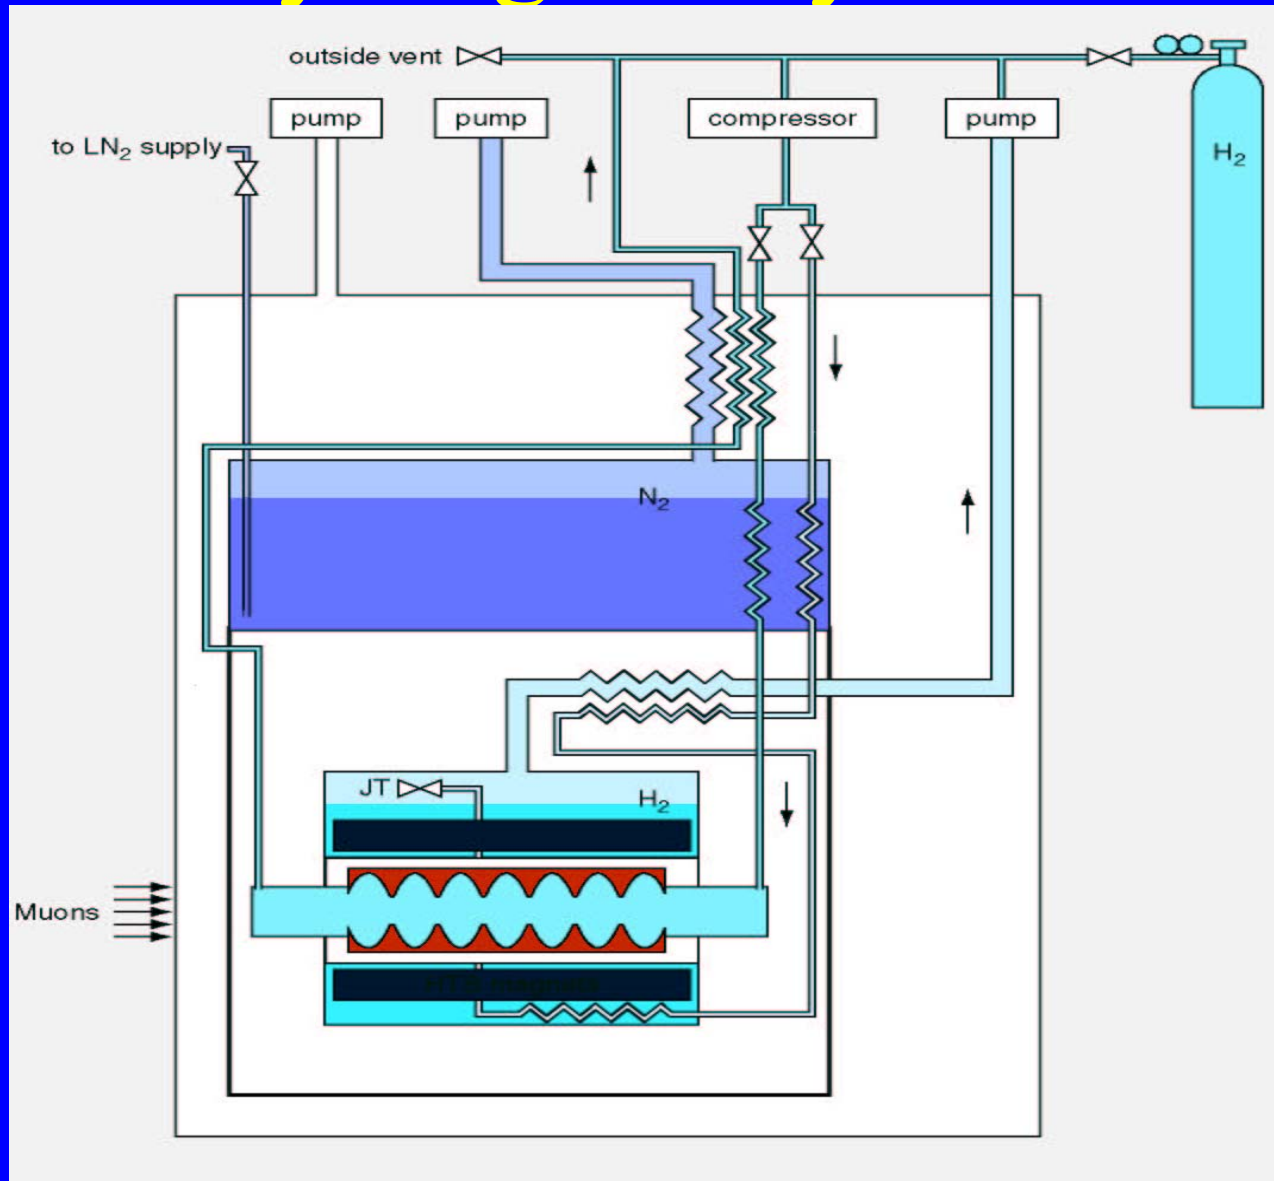 outside vent
pump
pump
compressor
pump
to LN2 supply
H2
N2
JT
H2
Muons